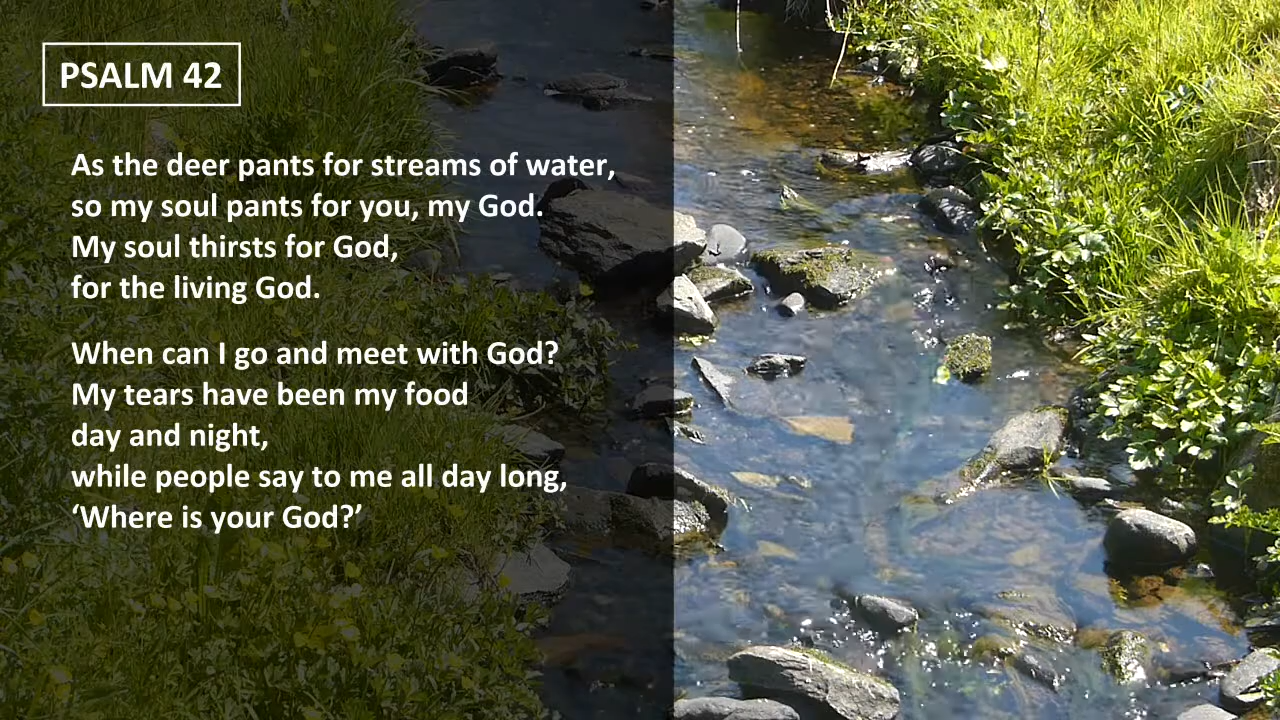 PSALM 42
As the deer pants for streams of water,
so my soul pants for you, my God.
My soul thirsts for God,
for the living God.
When can I go and meet with God?
My tears have been my food
day and night,
while people say to me all day long,
‘Where is your God?’